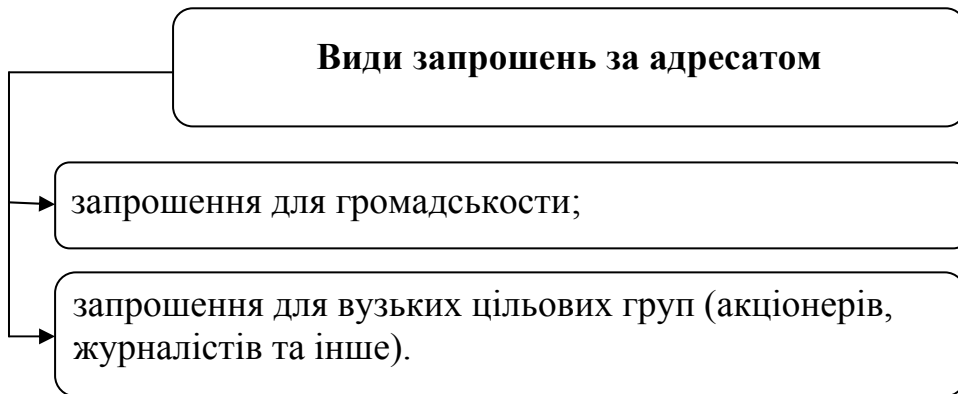 Види запрошень за адресатом
запрошення для громадськости;
запрошення для вузьких цільових груп (акціонерів,
журналістів та інше).